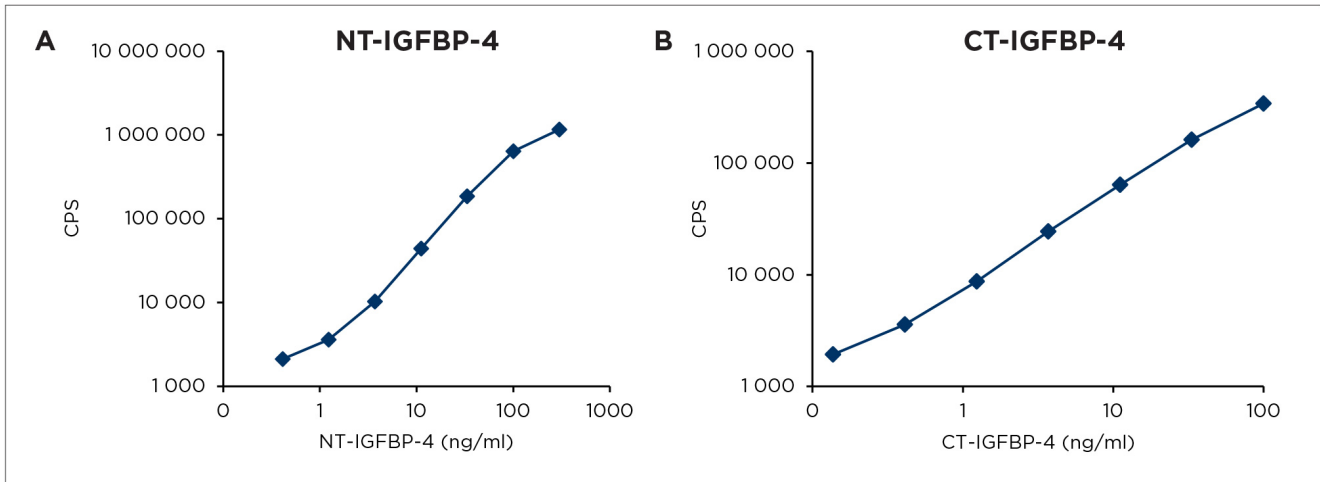 A
NT-IGFBP-4
10 000 000
1 000 000
100 000
10 000
1 000
CPS
0 1 10 100 1000
NT-IGFBP-4 (ng/ml)
B
CT-IGFBP-4
1 000 000
100 000
10 000
1 000
CPS
0 1 10 100
CT-IGFBP-4 (ng/ml)